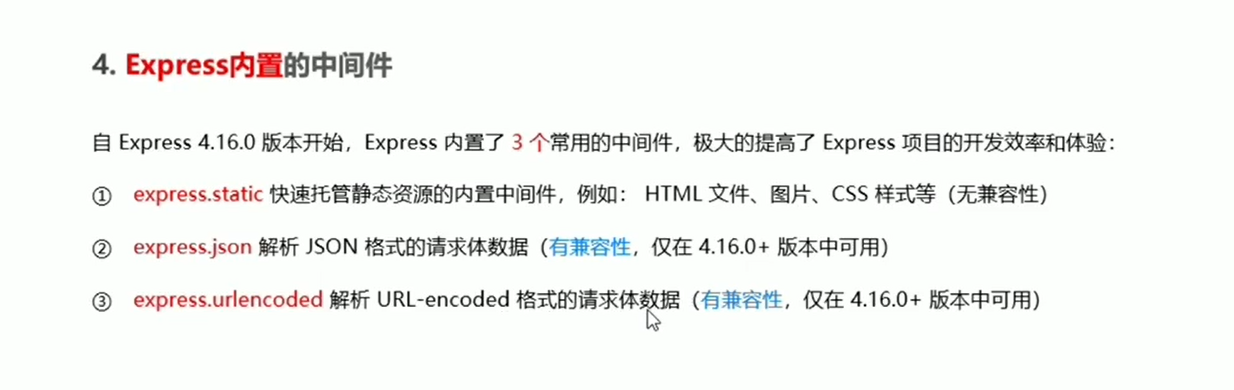 4. Express内置的中间件
自 Express 4.16.0 版本开始，Express 内置了 3 个常用的中间件，极大的提高了 Express 项目的开发效率和体验：
① express.static 快速托管静态资源的内置中间件，例如： HTML 文件、图片、CSS 样式等（无兼容性）
② express.json 解析 JSON 格式的请求体数据（有兼容性，仅在 4.16.0+ 版本中可用）
③ express.urlencoded 解析 URL-encoded 格式的请求体数据（有兼容性，仅在 4.16.0+ 版本中可用）